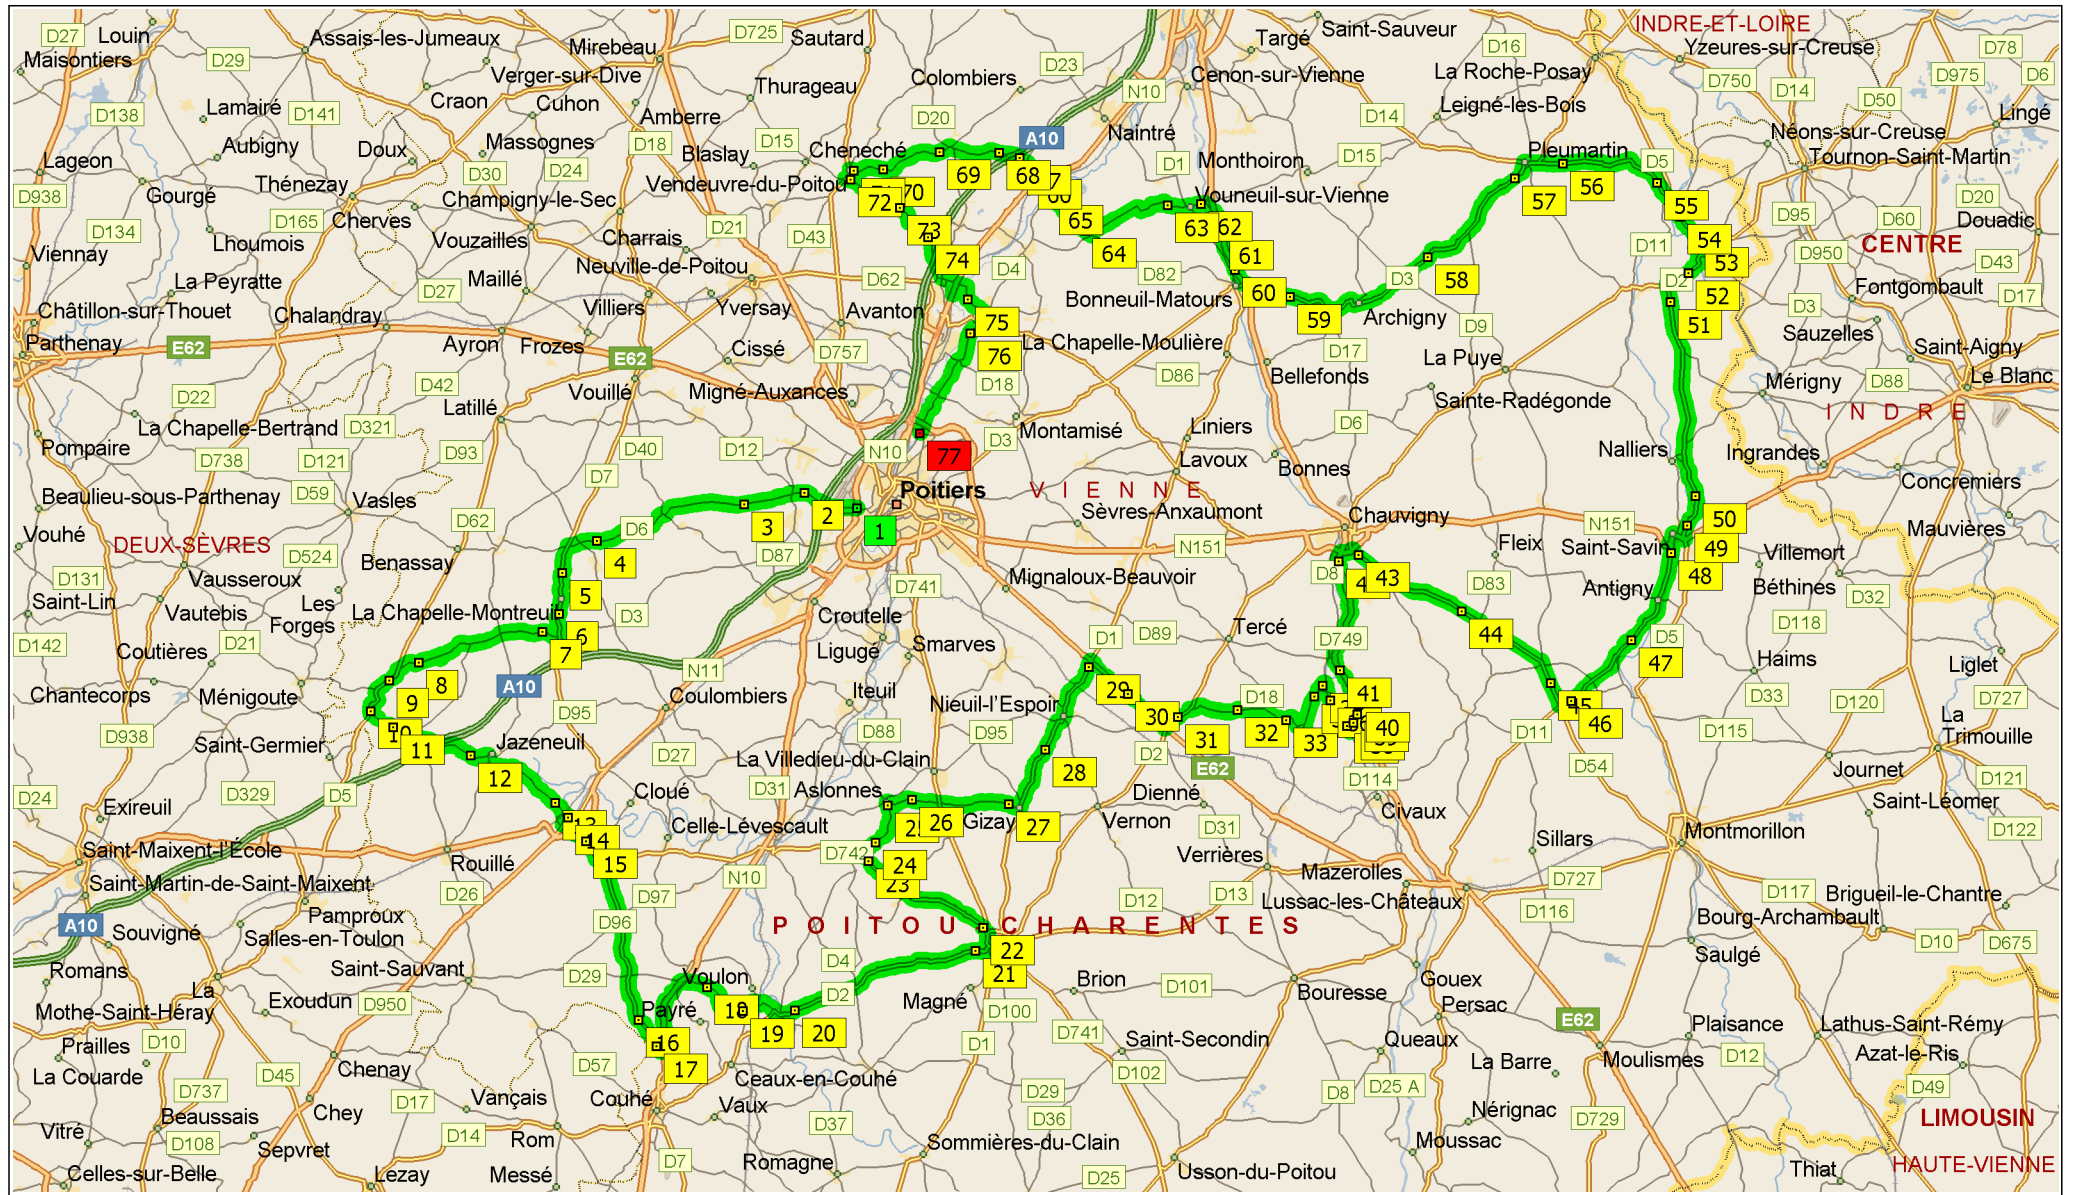 D27
Louin
Maisontiers
D29
Assais-les-Jumeaux
Mirebeau
D725
Sautard
Targé
Saint-Sauveur
INDRE-ET-LOIRE
Yzeures-sur-Creuse
D78
D16
La Roche-Posay
D750
D975
D6
Verger-sur-Dive
Thurageau
Colombiers
D23
Cenon-sur-Vienne
N10
D14
D50
Lingé
D138
Lamairé
D141
Craon
Cuhon
Amberre
Leigné-les-Bois
D14
Néons-sur-Creuse
Aubigny
Doux
Massognes
D18
D15
D20
A10
Naintré
Tournon-Saint-Martin
Lageon
Blaslay
Cheneché
D1
Monthoiron
D15
Pleumartin
D5
D938
Gourgé
Thénezay
D30
D24
Vendeuvre-du-Poitou
Vouneuil-sur-Vienne
D20
D165
Cherves
Champigny-le-Sec
D95
D60
Douadic
D134
Lhoumois
Vouzailles
Charrais
D21
D43
D11
CENTRE
Viennay
Neuville-de-Poitou
D62
D4
D82
D3
D2
D950
D43
La Peyratte
D27
Maillé
Villiers
Yversay
Avanton
Bonneuil-Matours
Archigny
D9
Fontgombault
D17
Châtillon-sur-Thouet
Chalandray
D3
Sauzelles
Parthenay
E62
Ayron
Frozes
E62
Cissé
D757
La Chapelle-Moulière
D17
La Puye
Saint-Aigny
D42
Vouillé
Migné-Auxances
D18
D86
Bellefonds
Mérigny
D88
Le Blanc
D22
Latillé
Sainte-Radégonde
INDRE
La Chapelle-Bertrand
D321
D6
Pompaire
D738
D121
D93
D40
D12
N10
D3
Montamisé
Liniers
Nalliers
Ingrandes
D7
Lavoux
Bonnes
Concremiers
Beaulieu-sous-Parthenay
D59
Vasles
Poitiers
VIENNE
Sèvres-Anxaumont
Chauvigny
Vouhé
D62
D6
N151
Mauvières
DEUX-SÈVRES
D524
Benassay
D87
N151
Fleix
Saint-Savin
Villemort
D131
Vausseroux
D741
Mignaloux-Beauvoir
D8
D83
Antigny
Béthines
Saint-Lin
Vautebis
Les
Forges
La Chapelle-Montreuil
D3
Croutelle
D32
D142
D21
Smarves
D1
D89
Tercé
D749
D5
D118
Coutières
Ligugé
Haims
Liglet
Chantecorps
Ménigoute
A10
N11
Coulombiers
Iteuil
Nieuil-l'Espoir
D18
D33
D120
D727
D938
D95
D88
D95
D2
D11
D115
La
Trimouille
Saint-Germier
Jazeneuil
D27
La Villedieu-du-Clain
E62
D54
Journet
D121
D24
D329
D5
Cloué
D31
Aslonnes
Dienné
D114
Civaux
Saint-Léomer
Exireuil
Celle-Lévescault
Gizay
Vernon
D31
Sillars
Montmorillon
D122
Saint-Maixent-l'École
Rouillé
D742
Verrières
Saint-Martin-de-Saint-Maixent
D26
D97
N10
Mazerolles
D727
D117
Brigueil-le-Chantre
Pamproux
D12
D13
Lussac-les-Châteaux
D116
Bourg-Archambault
A10
Souvigné
Salles-en-Toulon
D96
POITOU CHARENTES
D10
D675
Romans
Saint-Sauvant
D29
Voulon
D4
Saulgé
La
Mothe-Saint-Héray
Exoudun
D950
Payré
D2
Magné
Brion
D101
Bouresse
Gouex
Persac
E62
D100
Plaisance
Lathus-Saint-Rémy
Prailles
D10
D1
D741
Saint-Secondin
Queaux
La Barre
Moulismes
D12
Azat-le-Ris
La Couarde
Chenay
D57
Ceaux-en-Couhé
D102
D45
D737
D29
D8
D25 A
D49
Beaussais
Chey
D17
Vançais
Couhé
Vaux
D36
Nérignac
D729
LIMOUSIN
Vitré
D108
Sepvret
D14
Rom
D37
Sommières-du-Clain
Moussac
Celles-sur-Belle
Lezay
Messé
D7
Romagne
D25
Usson-du-Poitou
Thiat
HAUTE-VIENNE
1
2
3
4
5
6
7
8
9
10
11
12
13
14
15
16
17
18
19
20
21
22
23
24
26
27
28
29
30
31
32
33
40
41
43
44
45
46
47
48
49
50
51
52
53
54
55
56
57
58
59
60
61
62
63
64
65
68
69
70
72
73
74
75
76
77